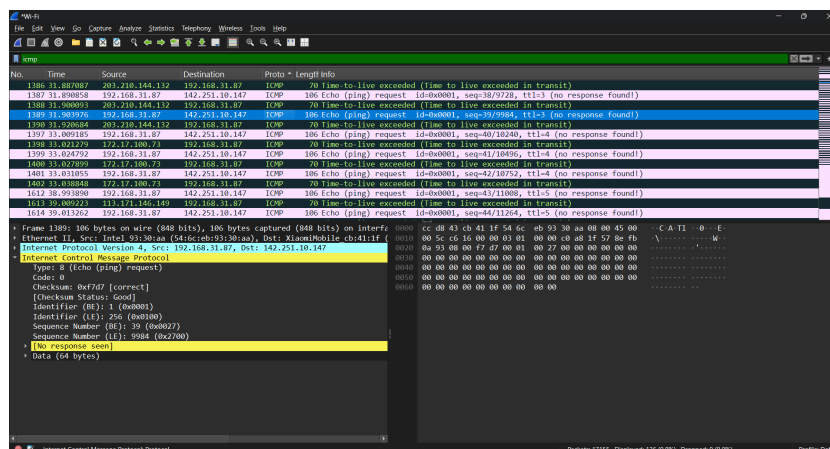 *Wi-Fi
File Edit View Go Capture Analyze Statistics Telephony Wireless Tools Help
icmp
No. Time Source Destination Proto Lengtl Info
1386 31.887087 203.210.144.132 192.168.31.87 ICMP 70 Time-to-live exceeded (Time to live exceeded in transit)
1387 31.890858 192.168.31.87 142.251.10.147 ICMP 106 Echo (ping) request id=0x0001, seq=38/9728, ttl=3 (no response found!)
1388 31.900093 203.210.144.132 192.168.31.87 ICMP 70 Time-to-live exceeded (Time to live exceeded in transit)
1389 31.903976 192.168.31.87 142.251.10.147 ICMP 106 Echo (ping) request id=0x0001, seq=39/9984, ttl=3 (no response found!)
1390 31.920684 203.210.144.132 192.168.31.87 ICMP 70 Time-to-live exceeded (Time to live exceeded in transit)
1397 33.009185 192.168.31.87 142.251.10.147 ICMP 106 Echo (ping) request id=0x0001, seq=40/10240, ttl=4 (no response found!)
1398 33.021279 172.17.100.73 192.168.31.87 ICMP 70 Time-to-live exceeded (Time to live exceeded in transit)
1399 33.024792 192.168.31.87 142.251.10.147 ICMP 106 Echo (ping) request id=0x0001, seq=41/10496, ttl=4 (no response found!)
1400 33.027899 172.17.100.73 192.168.31.87 ICMP 70 Time-to-live exceeded (Time to live exceeded in transit)
1401 33.031055 192.168.31.87 142.251.10.147 ICMP 106 Echo (ping) request id=0x0001, seq=42/10752, ttl=4 (no response found!)
1402 33.038848 172.17.100.73 192.168.31.87 ICMP 70 Time-to-live exceeded (Time to live exceeded in transit)
1612 38.993890 192.168.31.87 142.251.10.147 ICMP 106 Echo (ping) request id=0x0001, seq=43/11008, ttl=5 (no response found!)
1613 39.009223 113.171.146.149 192.168.31.87 ICMP 70 Time-to-live exceeded (Time to live exceeded in transit)
1614 39.013262 192.168.31.87 142.251.10.147 ICMP 106 Echo (ping) request id=0x0001, seq=44/11264, ttl=5 (no response found!)
Frame 1389: 106 bytes on wire (848 bits), 106 bytes captured (848 bits) on interfa
Ethernet II, Src: Intel_93:30:aa (54:6c:eb:93:30:aa), Dst: XiaomiMobile_cb:41:1f (
Internet Protocol Version 4, Src: 192.168.31.87, Dst: 142.251.10.147
Internet Control Message Protocol
Type: 8 (Echo (ping) request)
Code: 0
Checksum: 0xf7d7 [correct]
[Checksum Status: Good]
Identifier (BE): 1 (0x0001)
Identifier (LE): 256 (0x0100)
Sequence Number (BE): 39 (0x0027)
Sequence Number (LE): 9984 (0x2700)
[No response seen]
Data (64 bytes)
0000 cc d8 43 cb 41 1f 54 6c eb 93 30 aa 08 00 45 00 ··C·A·Tl ··0···E·
0010 00 5c c6 16 00 00 03 01 00 00 c0 a8 1f 57 8e fb ·\······ ·····W··
0020 0a 93 08 00 f7 d7 00 01 00 27 00 00 00 00 00 00 ········ ·'······
0030 00 00 00 00 00 00 00 00 00 00 00 00 00 00 00 00 ········ ········
0040 00 00 00 00 00 00 00 00 00 00 00 00 00 00 00 00 ········ ········
0050 00 00 00 00 00 00 00 00 00 00 00 00 00 00 00 00 ········ ········
0060 00 00 00 00 00 00 00 00 00 00